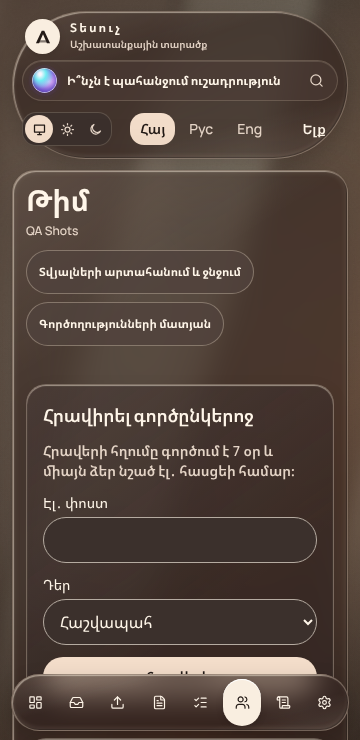 Տեսուչ
Աշխատանքային տարածք
Ի՞նչն է պահանջում ուշադրություն
Հայ Рус Eng Ելք
Թիմ
QA Shots
Տվյալների արտահանում և ջնջում
Գործողությունների մատյան
Հրավիրել գործընկերոջ
Հրավերի հղումը գործում է 7 օր և
միայն ձեր նշած էլ․ հասցեի համար։
Էլ․ փոստ
Դեր
Հաշվապահ